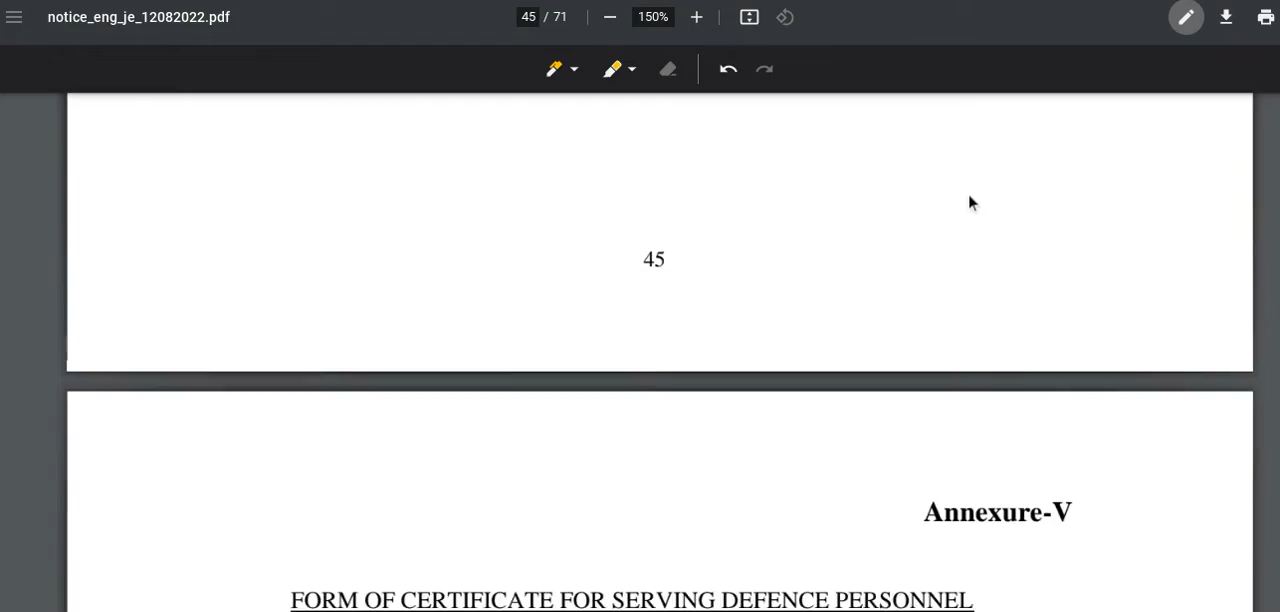 notice_eng_je_12082022.pdf
45 / 71
150%
45
Annexure-V
FORM OF CERTIFICATE FOR SERVING DEFENCE PERSONNEL